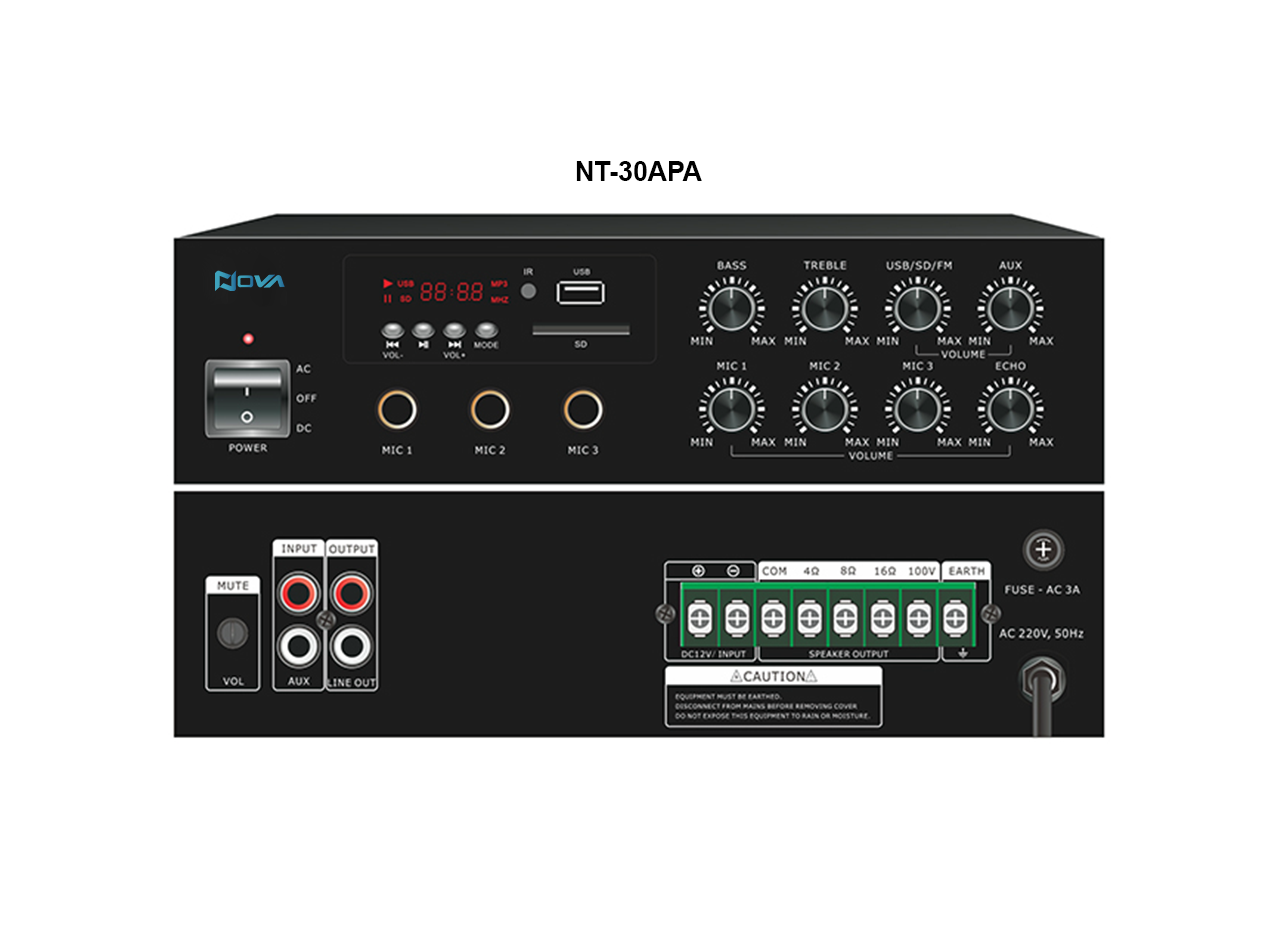 NT-30APA
NOVA
IR USB
USB 88:88 MP3
SD MHZ
MODE
VOL- VOL+
SD
AC
OFF
DC
POWER
MIC 1 MIC 2 MIC 3
BASS TREBLE USB/SD/FM AUX
MIN MAX MIN MAX MIN MAX MIN MAX
VOLUME
MIC 1 MIC 2 MIC 3 ECHO
MIN MAX MIN MAX MIN MAX MIN MAX
VOLUME
MUTE
VOL
INPUT OUTPUT
AUX LINE OUT
COM 4Ω 8Ω 16Ω 100V EARTH
DC12V/ INPUT SPEAKER OUTPUT
CAUTION
EQUIPMENT MUST BE EARTHED.
DISCONNECT FROM MAINS BEFORE REMOVING COVER
DO NOT EXPOSE THIS EQUIPMENT TO RAIN OR MOISTURE.
FUSE - AC 3A
AC 220V, 50Hz